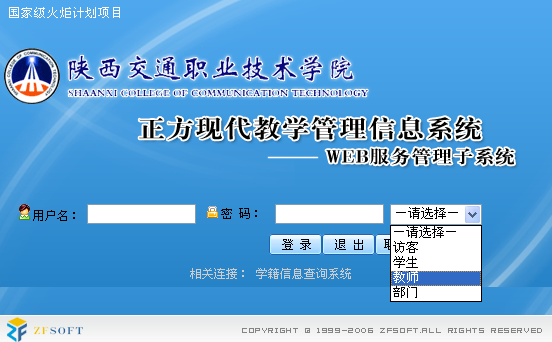 国家级火炬计划项目
陕西交通职业技术学院
SHAANXI COLLEGE OF COMMUNICATION TECHNOLOGY
正方现代教学管理信息系统
——WEB服务管理子系统
用户名： 密 码： 一请选择一
一请选择一
访客
学生
教师
部门
登 录 退 出
相关连接： 学籍信息查询系统
ZFSOFT COPYRIGHT @ 1999-2006 ZFSOFT.ALL RIGHTS RESERVED